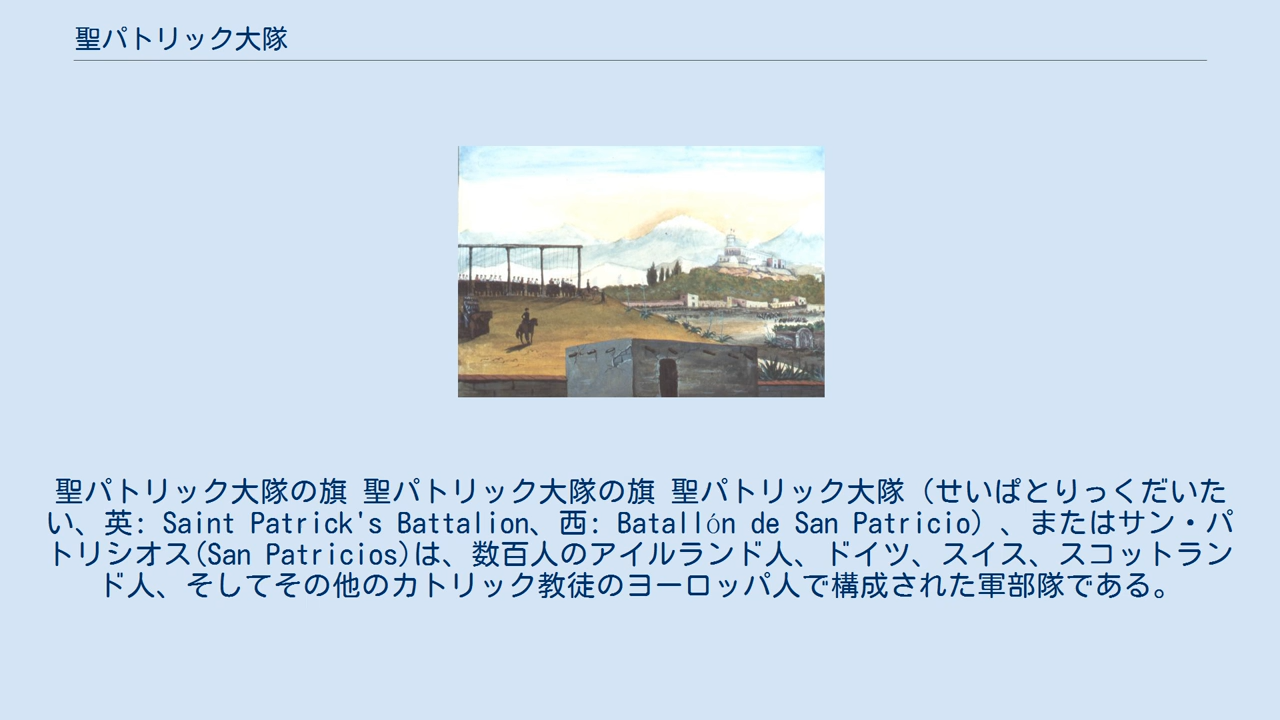 聖パトリック大隊
聖パトリック大隊の旗 聖パトリック大隊の旗 聖パトリック大隊（せいぱとりっくだいた
い、英: Saint Patrick's Battalion、西: Batallón de San Patricio）、またはサン・パ
トリシオス(San Patricios)は、数百人のアイルランド人、ドイツ、スイス、スコットラン
ド人、そしてその他のカトリック教徒のヨーロッパ人で構成された軍部隊である。